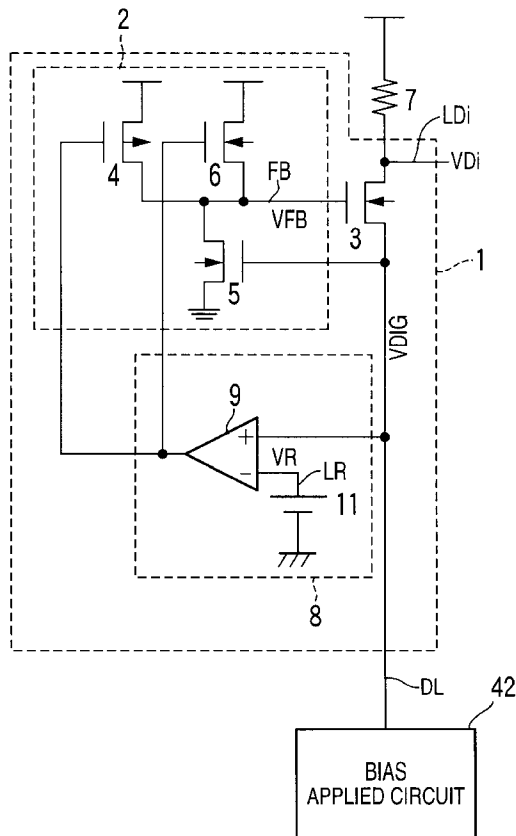 2
7
LDi
VDi
4
6
FB
VFB
3
5
1
VDIG
9
+
VR
−
LR
11
8
DL
42
BIAS
APPLIED CIRCUIT